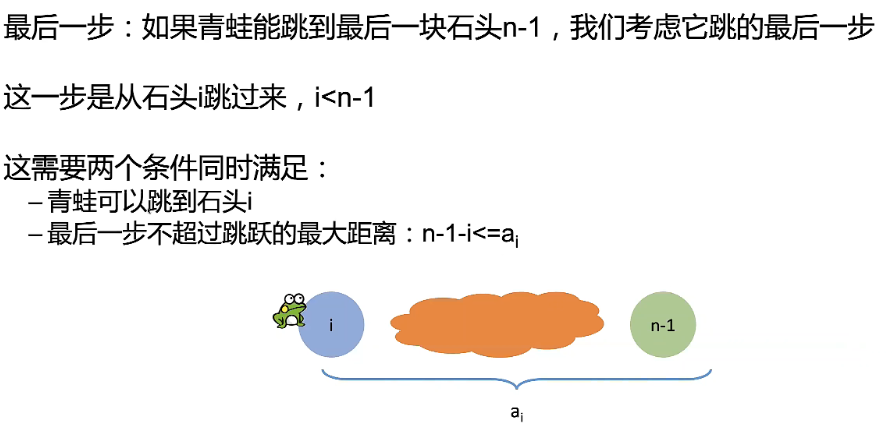 最后一步：如果青蛙能跳到最后一块石头n-1，我们考虑它跳的最后一步
这一步是从石头i跳过来，i<n-1
这需要两个条件同时满足：
– 青蛙可以跳到石头i
– 最后一步不超过跳跃的最大距离：n-1-i<=aᵢ
i
n-1
aᵢ